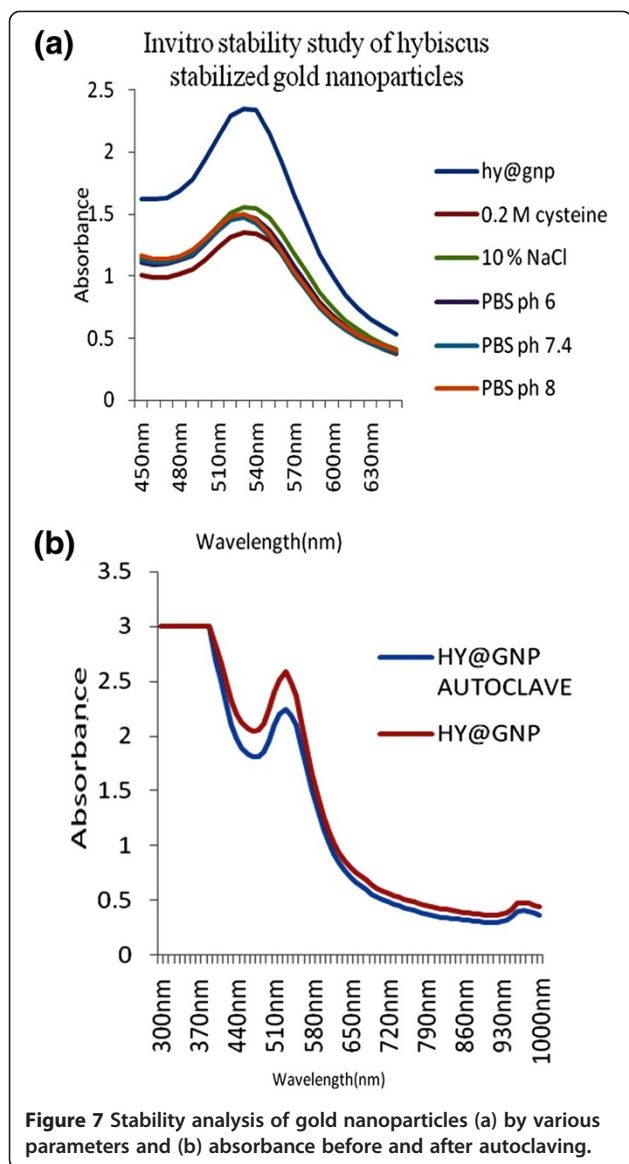 (a)
Invitro stability study of hybiscus
stabilized gold nanoparticles
2.5
2
1.5
1
0.5
0
Absorbance
450nm
480nm
510nm
540nm
570nm
600nm
630nm
hy@gnp
0.2 M cysteine
10 % NaCl
PBS ph 6
PBS ph 7.4
PBS ph 8
Wavelength(nm)
(b)
3.5
3
2.5
2
1.5
1
0.5
0
Absorbance
300nm
370nm
440nm
510nm
580nm
650nm
720nm
790nm
860nm
930nm
1000nm
HY@GNP
AUTOCLAVE
HY@GNP
Wavelength(nm)
Figure 7 Stability analysis of gold nanoparticles (a) by various
parameters and (b) absorbance before and after autoclaving.